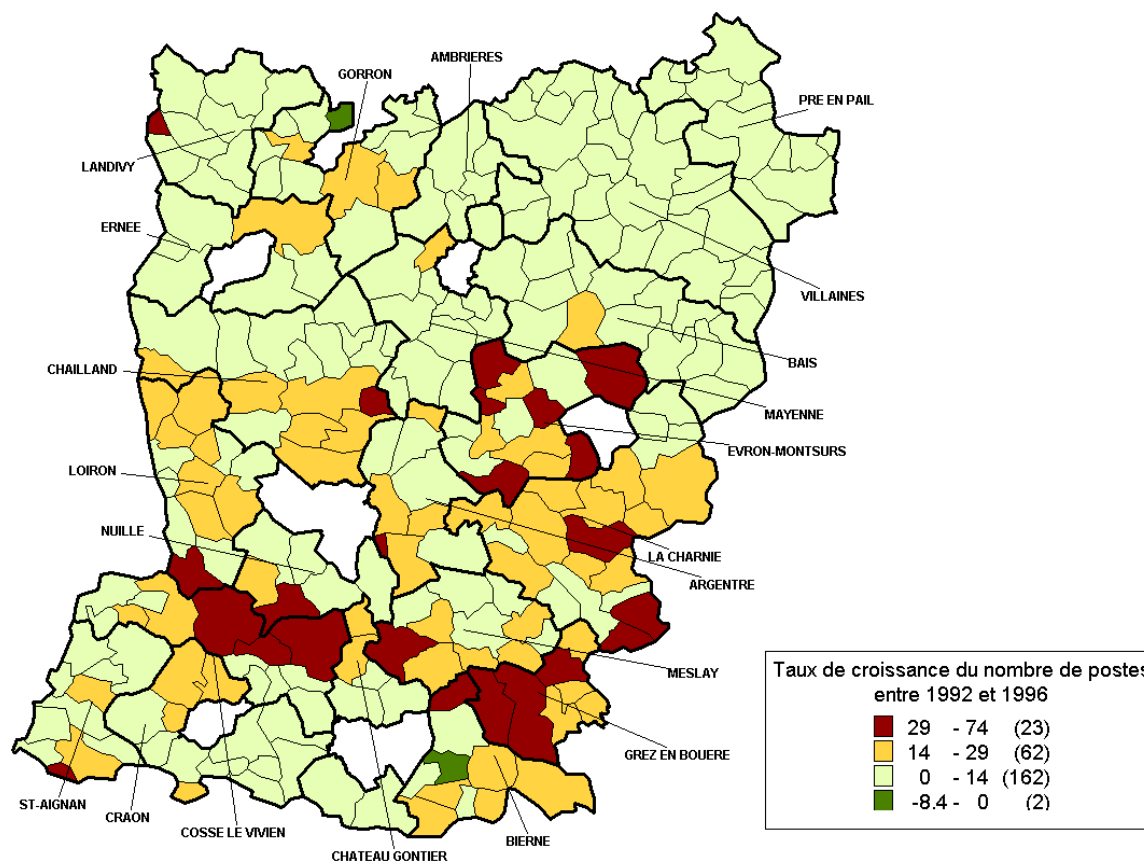 AMBRIERES
GORRON
PRE EN PAIL
LANDIVY
ERNEE
VILLAINES
BAIS
CHAILLAND
MAYENNE
EVRON-MONTSURS
LOIRON
NUILLE
LA CHARNIE
ARGENTRE
MESLAY
GREZ EN BOUERE
ST-AIGNAN
CRAON
COSSE LE VIVIEN
CHATEAU GONTIER
BIERNE
Taux de croissance du nombre de postes
entre 1992 et 1996
29 - 74 (23)
14 - 29 (62)
0 - 14 (162)
-8.4 - 0 (2)